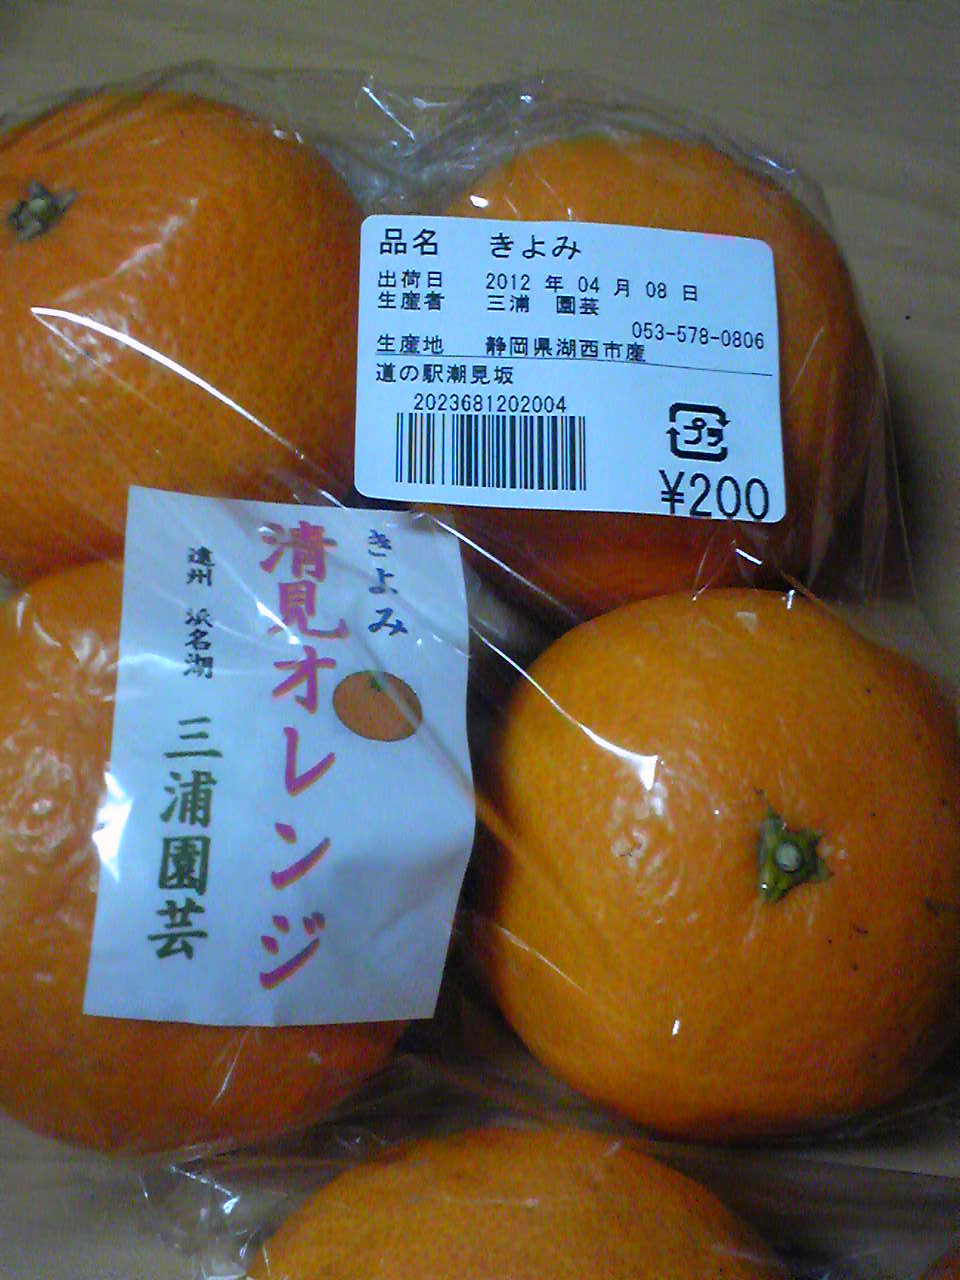 品名 きよみ
出荷日 2012 年 04 月 08 日
生産者 三浦 園芸
053-578-0806
生産地 静岡県湖西市産
道の駅潮見坂
2023681202004
プラ
¥200
きよみ
清見オレンジ
遠州 浜名湖
三浦園芸